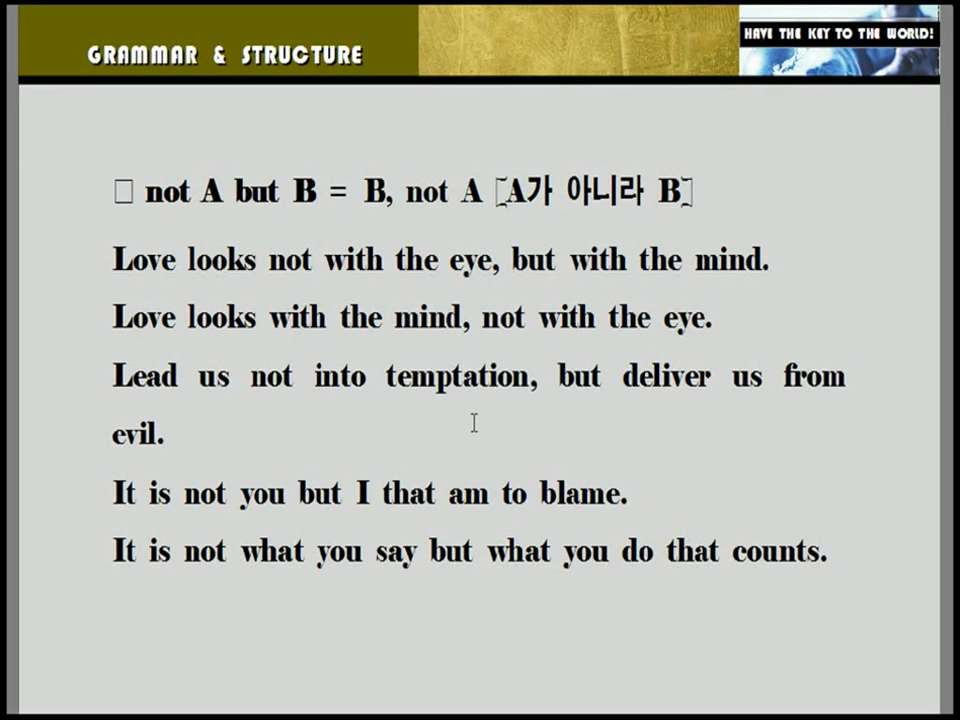 GRAMMAR & STRUCTURE
HAVE THE KEY TO THE WORLD!
□ not A but B = B, not A [A가 아니라 B]
Love looks not with the eye, but with the mind.
Love looks with the mind, not with the eye.
Lead us not into temptation, but deliver us from
evil.
It is not you but I that am to blame.
It is not what you say but what you do that counts.